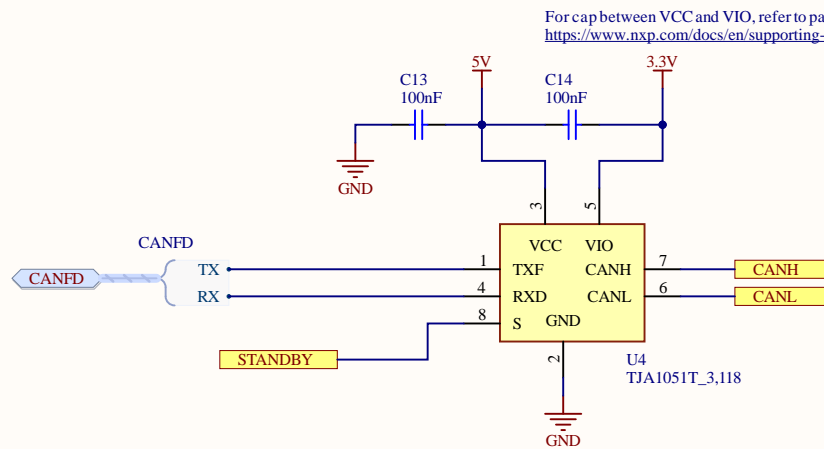 For cap between VCC and VIO, refer to pa
https://www.nxp.com/docs/en/supporting-
5V
3.3V
C13
100nF
C14
100nF
GND
3
5
CANFD
VCC
VIO
CANFD
TX
1
TXF
CANH
7
CANH
RX
4
RXD
CANL
6
CANL
8
S
GND
STANDBY
2
U4
TJA1051T_3,118
GND